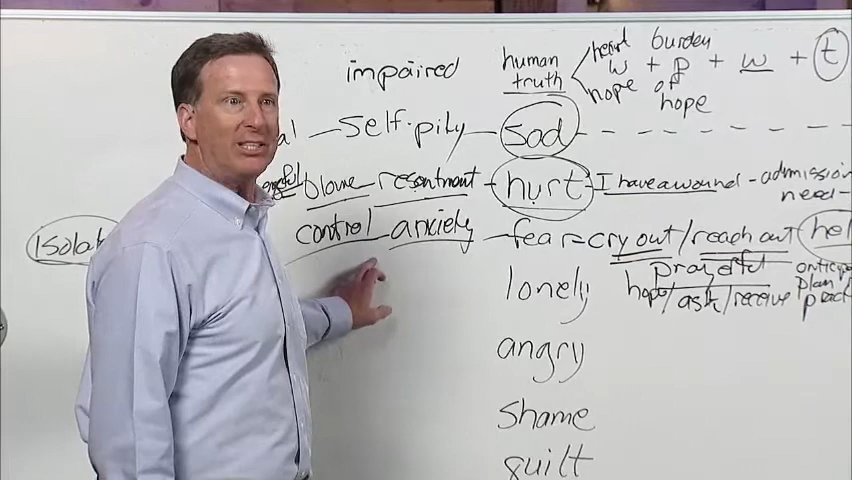 impaired
human truth
heart
hope
w + p + w + t
burden
of
hope
self-pity — sad - - - - - - -
blame resentment - hurt - I have a wound - admission
need -
control anxiety - fear = cry out / reach out
prayerful
hope / ask / receive
plan
lonely
angry
shame
guilt